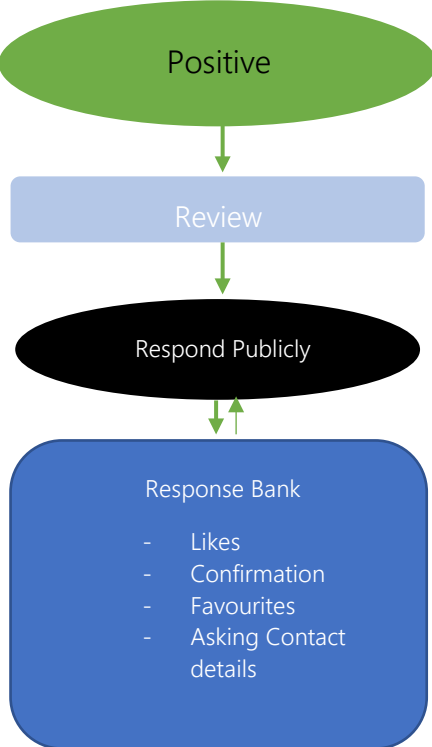 Positive
Review
Respond Publicly
Response Bank
- Likes
- Confirmation
- Favourites
- Asking Contact
details